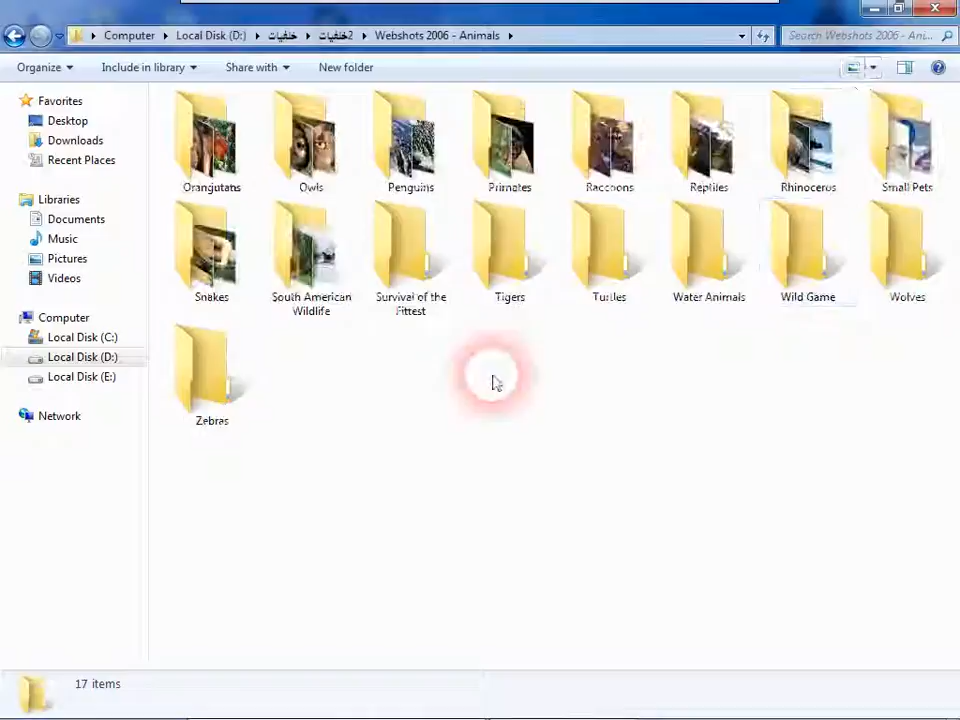 Computer ▸ Local Disk (D:) ▸ خلفيات ▸ خلفيات2 ▸ Webshots 2006 - Animals ▸
Search Webshots 2006 - Ani...
Organize Include in library Share with New folder
Favorites
Desktop
Downloads
Recent Places
Libraries
Documents
Music
Pictures
Videos
Computer
Local Disk (C:)
Local Disk (D:)
Local Disk (E:)
Network
Orangutans Owls Penguins Primates Raccoons Reptiles Rhinoceros Small Pets
Snakes South American Wildlife Survival of the Fittest Tigers Turtles Water Animals Wild Game Wolves
Zebras
17 items